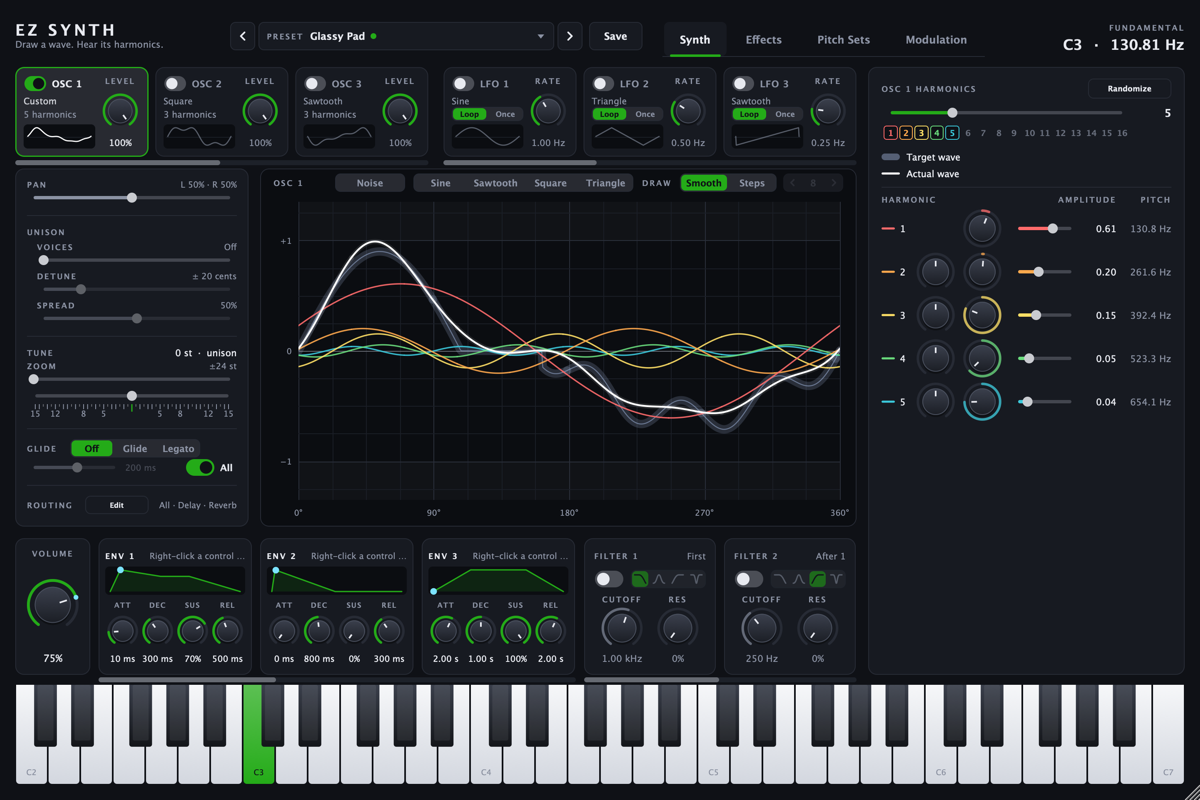 EZ SYNTH
Draw a wave. Hear its harmonics.
PRESET Glassy Pad
Save
Synth Effects Pitch Sets Modulation
FUNDAMENTAL
C3 · 130.81 Hz
OSC 1 LEVEL
Custom
5 harmonics
100%
OSC 2 LEVEL
Square
3 harmonics
100%
OSC 3 LEVEL
Sawtooth
3 harmonics
100%
LFO 1 RATE
Sine
Loop Once
1.00 Hz
LFO 2 RATE
Triangle
Loop Once
0.50 Hz
LFO 3 RATE
Sawtooth
Loop Once
0.25 Hz
OSC 1 HARMONICS Randomize
5
1 2 3 4 5 6 7 8 9 10 11 12 13 14 15 16
Target wave
Actual wave
HARMONIC AMPLITUDE PITCH
1 0.61 130.8 Hz
2 0.20 261.6 Hz
3 0.15 392.4 Hz
4 0.05 523.3 Hz
5 0.04 654.1 Hz
PAN L 50% · R 50%
UNISON
VOICES Off
DETUNE ± 20 cents
SPREAD 50%
TUNE 0 st · unison
ZOOM ±24 st
15 12 8 5 5 8 12 15
GLIDE Off Glide Legato
200 ms All
ROUTING Edit All · Delay · Reverb
OSC 1 Noise Sine Sawtooth Square Triangle DRAW Smooth Steps 8
+1
0
−1
0° 90° 180° 270° 360°
VOLUME
75%
ENV 1 Right-click a control ...
ATT DEC SUS REL
10 ms 300 ms 70% 500 ms
ENV 2 Right-click a control ...
ATT DEC SUS REL
0 ms 800 ms 0% 300 ms
ENV 3 Right-click a control ...
ATT DEC SUS REL
2.00 s 1.00 s 100% 2.00 s
FILTER 1 First
CUTOFF RES
1.00 kHz 0%
FILTER 2 After 1
CUTOFF RES
250 Hz 0%
C2 C3 C4 C5 C6 C7